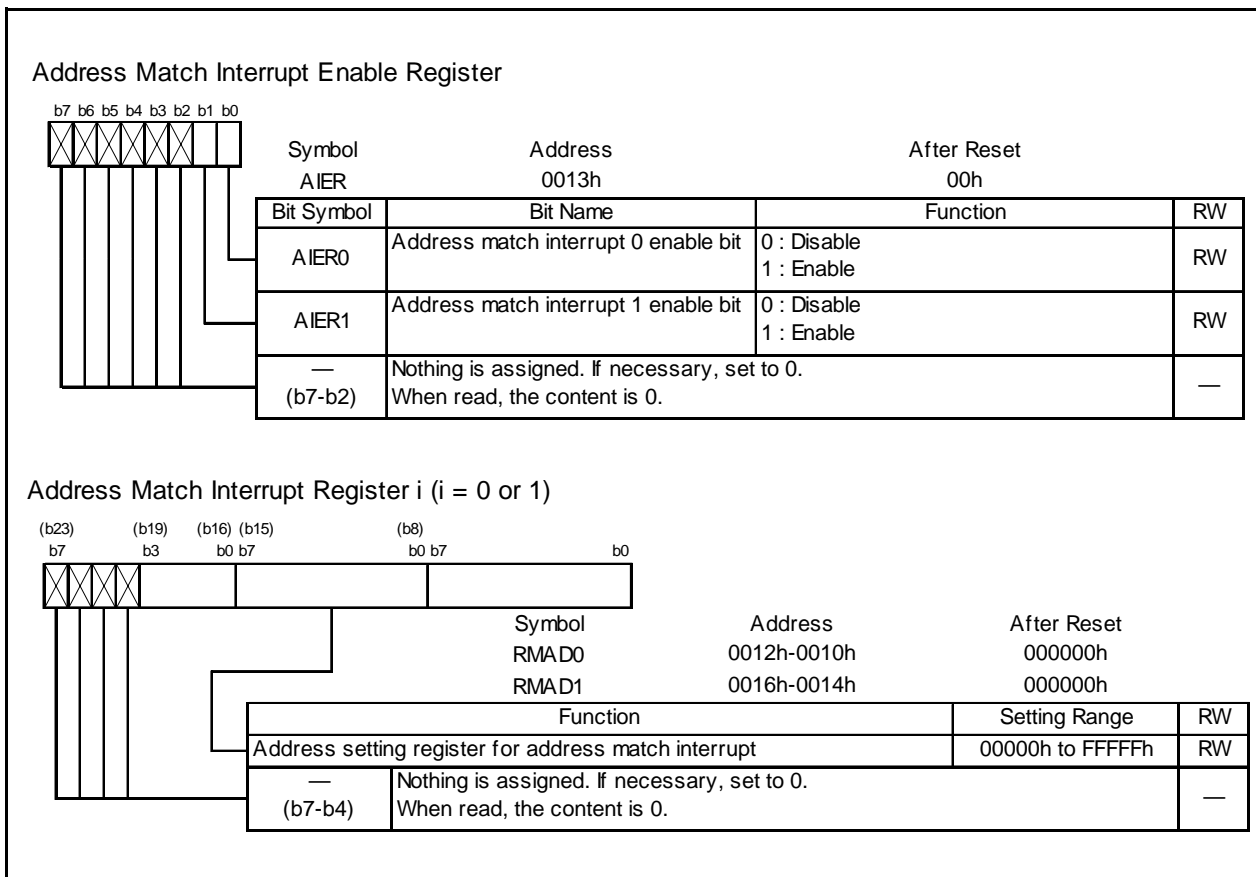 Address Match Interrupt Enable Register
b7 b6 b5 b4 b3 b2 b1 b0
Symbol Address After Reset
AIER 0013h 00h
Bit Symbol Bit Name Function RW
AIER0 Address match interrupt 0 enable bit 0 : Disable RW
1 : Enable
AIER1 Address match interrupt 1 enable bit 0 : Disable RW
1 : Enable
— Nothing is assigned. If necessary, set to 0. —
(b7-b2) When read, the content is 0.
Address Match Interrupt Register i (i = 0 or 1)
(b23) (b19) (b16) (b15) (b8)
b7 b3 b0 b7 b0 b7 b0
Symbol Address After Reset
RMAD0 0012h-0010h 000000h
RMAD1 0016h-0014h 000000h
Function Setting Range RW
Address setting register for address match interrupt 00000h to FFFFFh RW
— Nothing is assigned. If necessary, set to 0. —
(b7-b4) When read, the content is 0.